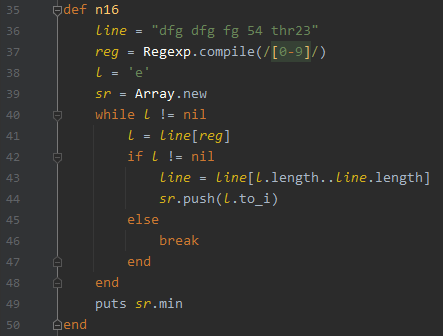 35 def n16
36 line = "dfg dfg fg 54 thr23"
37 reg = Regexp.compile(/[0-9]/)
38 l = 'e'
39 sr = Array.new
40 while l != nil
41 l = line[reg]
42 if l != nil
43 line = line[l.length..line.length]
44 sr.push(l.to_i)
45 else
46 break
47 end
48 end
49 puts sr.min
50 end